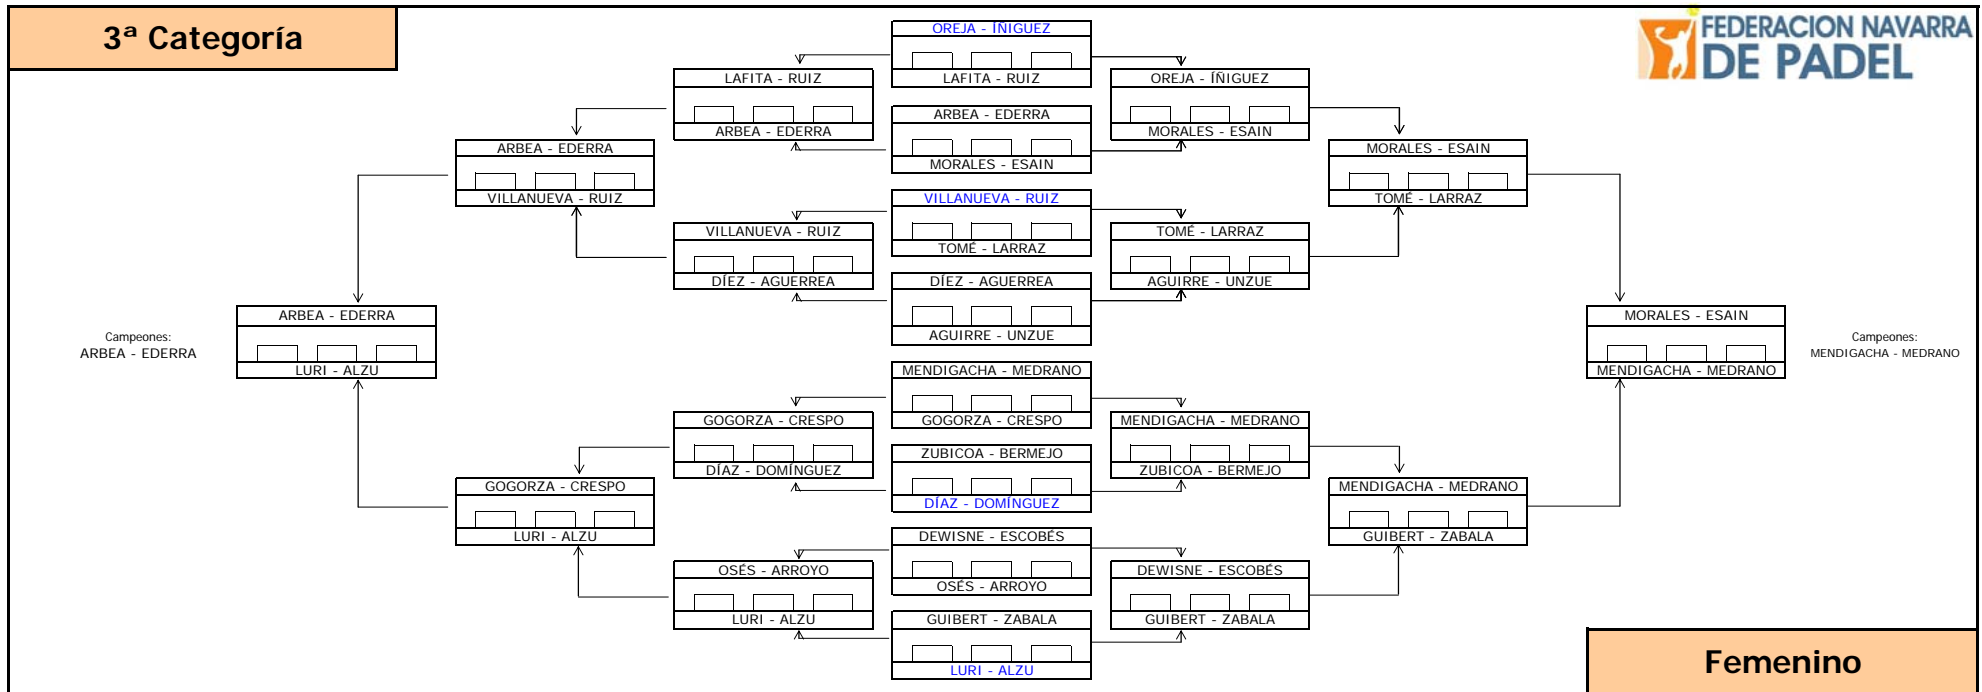 3ª Categoría
FEDERACION NAVARRA
DE PADEL
OREJA - ÍÑIGUEZ
LAFITA - RUIZ
ARBEA - EDERRA
MORALES - ESAIN
VILLANUEVA - RUIZ
TOMÉ - LARRAZ
DÍEZ - AGUERREA
AGUIRRE - UNZUE
MENDIGACHA - MEDRANO
GOGORZA - CRESPO
ZUBICOA - BERMEJO
DÍAZ - DOMÍNGUEZ
DEWISNE - ESCOBÉS
OSÉS - ARROYO
GUIBERT - ZABALA
LURI - ALZU
LAFITA - RUIZ
ARBEA - EDERRA
VILLANUEVA - RUIZ
DÍEZ - AGUERREA
GOGORZA - CRESPO
DÍAZ - DOMÍNGUEZ
OSÉS - ARROYO
LURI - ALZU
ARBEA - EDERRA
VILLANUEVA - RUIZ
GOGORZA - CRESPO
LURI - ALZU
ARBEA - EDERRA
LURI - ALZU
Campeones:
ARBEA - EDERRA
OREJA - ÍÑIGUEZ
MORALES - ESAIN
TOMÉ - LARRAZ
AGUIRRE - UNZUE
MENDIGACHA - MEDRANO
ZUBICOA - BERMEJO
DEWISNE - ESCOBÉS
GUIBERT - ZABALA
MORALES - ESAIN
TOMÉ - LARRAZ
MENDIGACHA - MEDRANO
GUIBERT - ZABALA
MORALES - ESAIN
MENDIGACHA - MEDRANO
Campeones:
MENDIGACHA - MEDRANO
Femenino